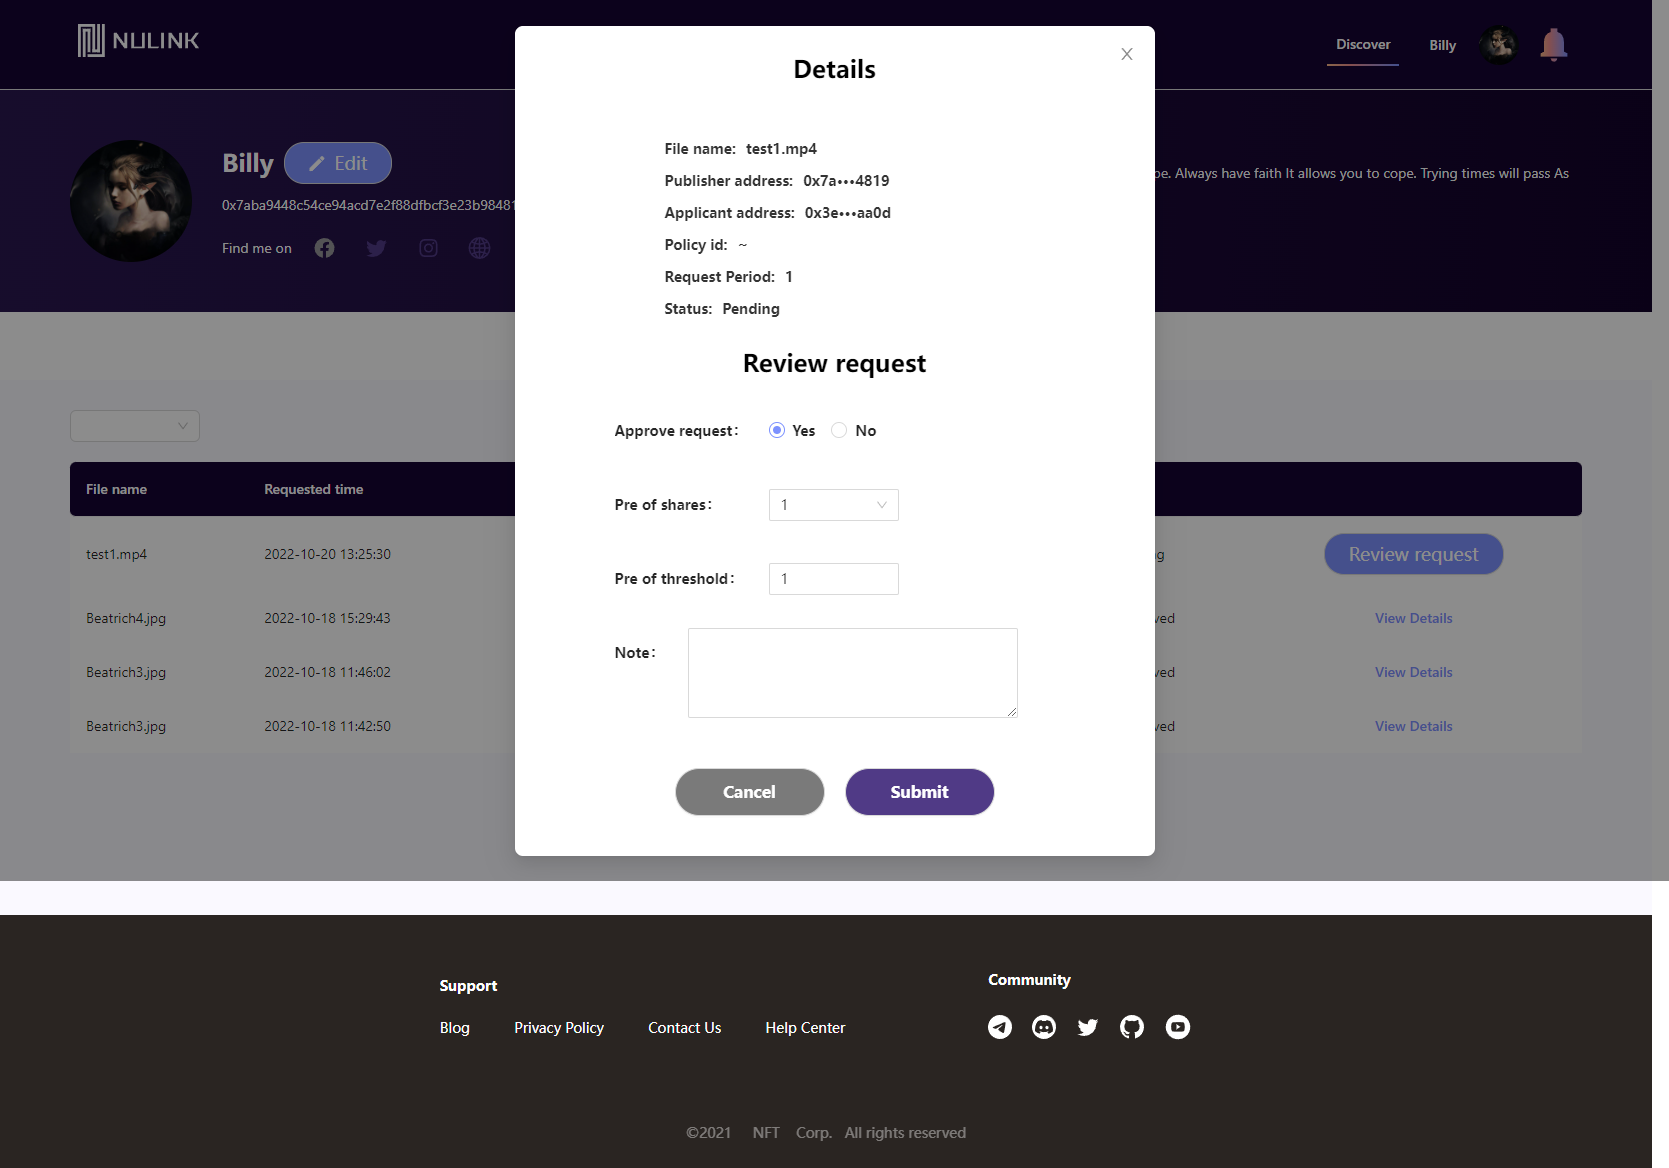 NULINK
Discover
Billy
Billy
Edit
0x7aba9448c54ce94acd7e2f88dfbcf3e23b98481
Find me on
Always have faith It allows you to cope. Trying times will pass As
Details
File name: test1.mp4
Publisher address: 0x7a•••4819
Applicant address: 0x3e•••aa0d
Policy id: ~
Request Period: 1
Status: Pending
Review request
Approve request: Yes No
Pre of shares: 1
Pre of threshold: 1
Note:
Cancel Submit
File name Requested time
test1.mp4 2022-10-20 13:25:30 Review request
Beatrich4.jpg 2022-10-18 15:29:43 View Details
Beatrich3.jpg 2022-10-18 11:46:02 View Details
Beatrich3.jpg 2022-10-18 11:42:50 View Details
Support
Blog Privacy Policy Contact Us Help Center
Community
©2021 NFT Corp. All rights reserved